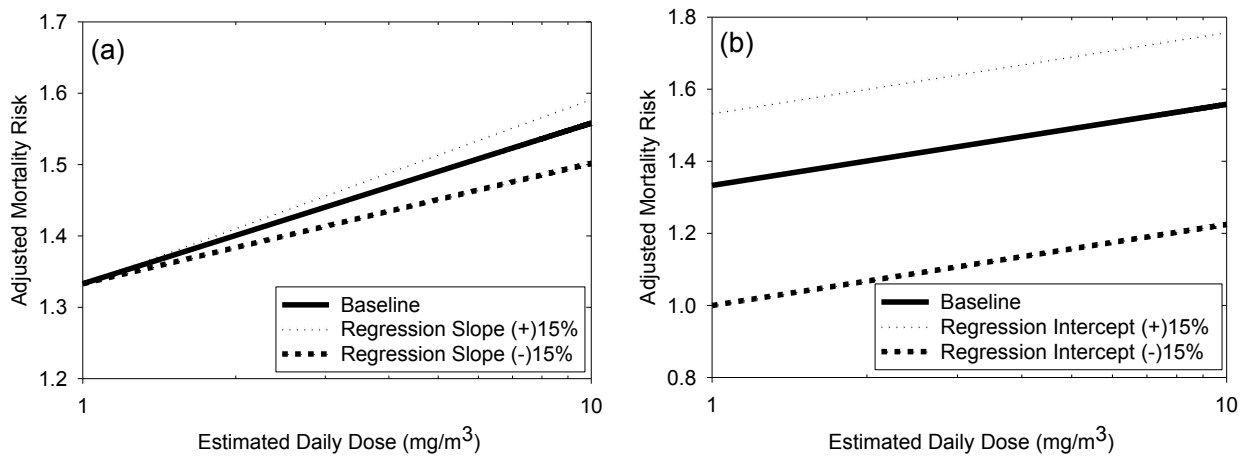 (a)
1.7
1.6
1.5
1.4
1.3
1.2
Adjusted Mortality Risk
Baseline
Regression Slope (+)15%
Regression Slope (-)15%
1
10
Estimated Daily Dose (mg/m³)
(b)
1.8
1.6
1.4
1.2
1.0
0.8
Adjusted Mortality Risk
Baseline
Regression Intercept (+)15%
Regression Intercept (-)15%
1
10
Estimated Daily Dose (mg/m³)